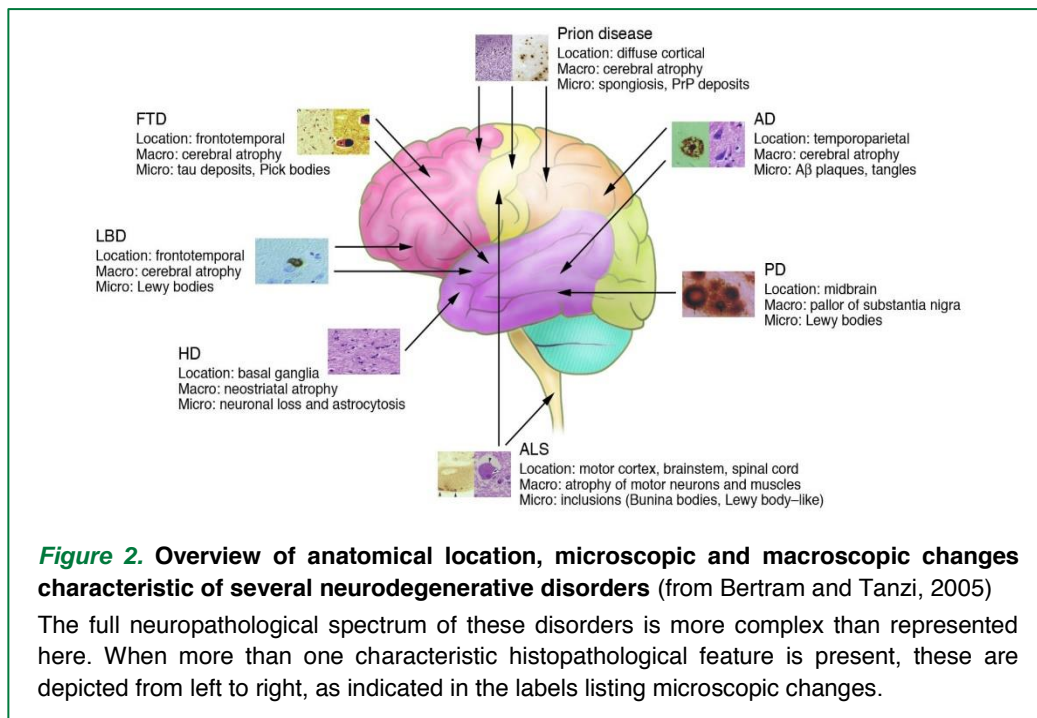 Prion disease
Location: diffuse cortical
Macro: cerebral atrophy
Micro: spongiosis, PrP deposits
FTD
Location: frontotemporal
Macro: cerebral atrophy
Micro: tau deposits, Pick bodies
AD
Location: temporoparietal
Macro: cerebral atrophy
Micro: Aβ plaques, tangles
LBD
Location: frontotemporal
Macro: cerebral atrophy
Micro: Lewy bodies
PD
Location: midbrain
Macro: pallor of substantia nigra
Micro: Lewy bodies
HD
Location: basal ganglia
Macro: neostriatal atrophy
Micro: neuronal loss and astrocytosis
ALS
Location: motor cortex, brainstem, spinal cord
Macro: atrophy of motor neurons and muscles
Micro: inclusions (Bunina bodies, Lewy body–like)
Figure 2. Overview of anatomical location, microscopic and macroscopic changes
characteristic of several neurodegenerative disorders (from Bertram and Tanzi, 2005)
The full neuropathological spectrum of these disorders is more complex than represented
here. When more than one characteristic histopathological feature is present, these are
depicted from left to right, as indicated in the labels listing microscopic changes.